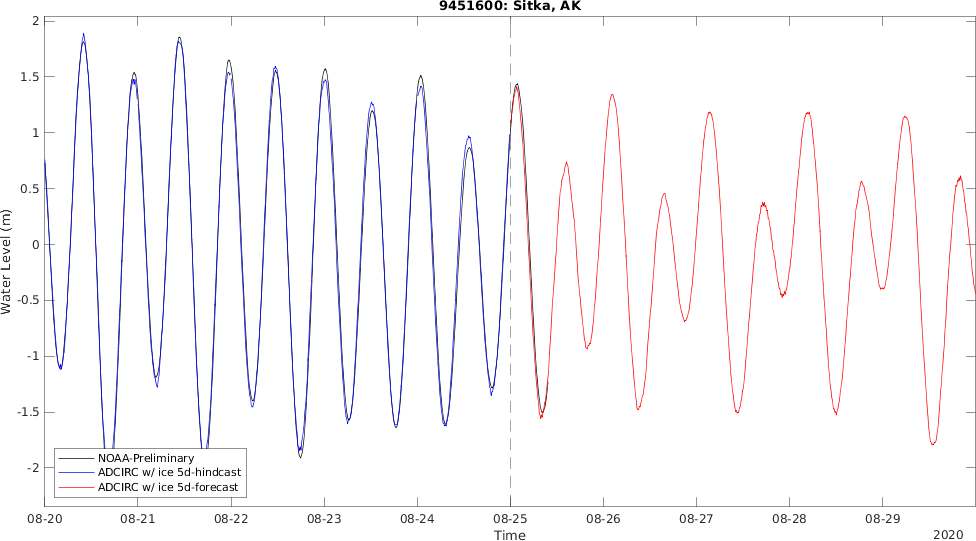 9451600: Sitka, AK
Water Level (m)
2
1.5
1
0.5
0
-0.5
-1
-1.5
-2
NOAA-Preliminary
ADCIRC w/ ice 5d-hindcast
ADCIRC w/ ice 5d-forecast
08-20 08-21 08-22 08-23 08-24 08-25 08-26 08-27 08-28 08-29
Time
2020